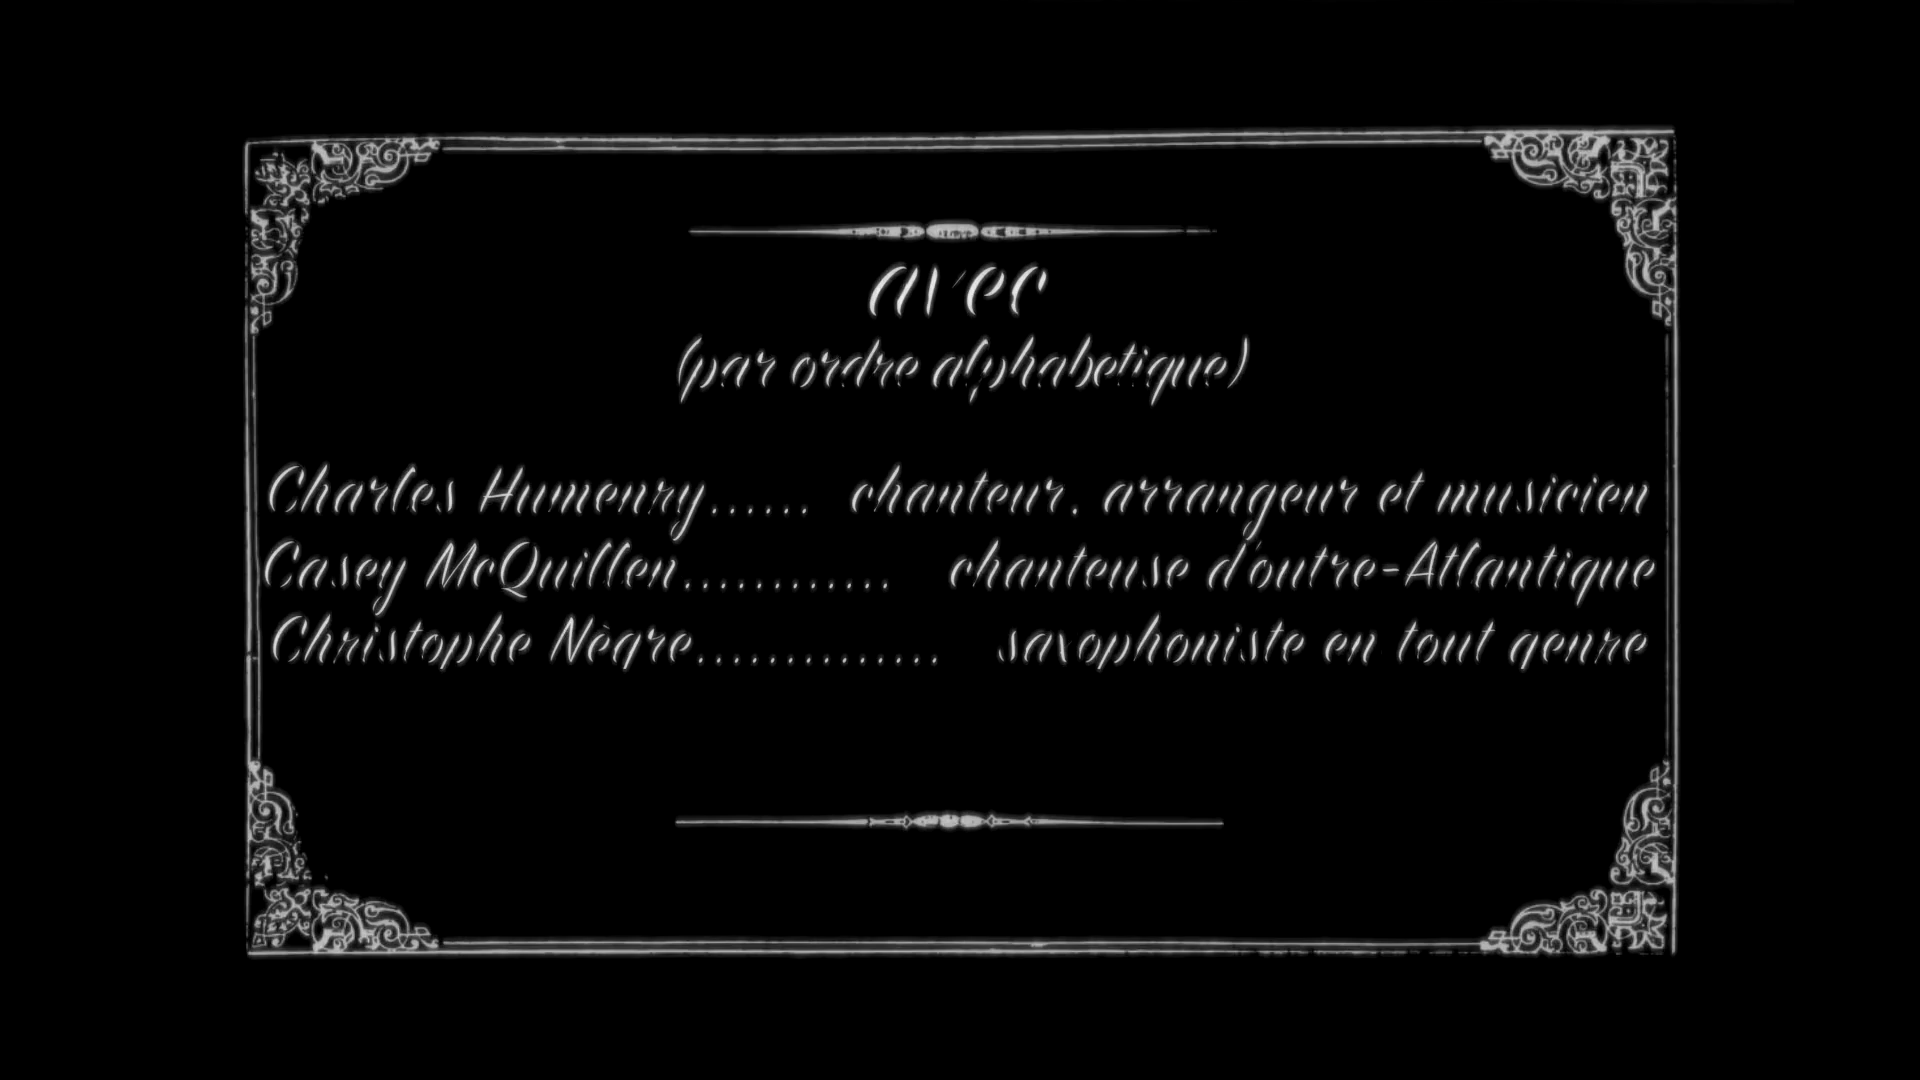 avec
(par ordre alphabetique)
Charles Humenry...... chanteur, arrangeur et musicien
Casey McQuillen............ chanteuse d'outre-Atlantique
Christophe Nègre.............. saxophoniste en tout genre